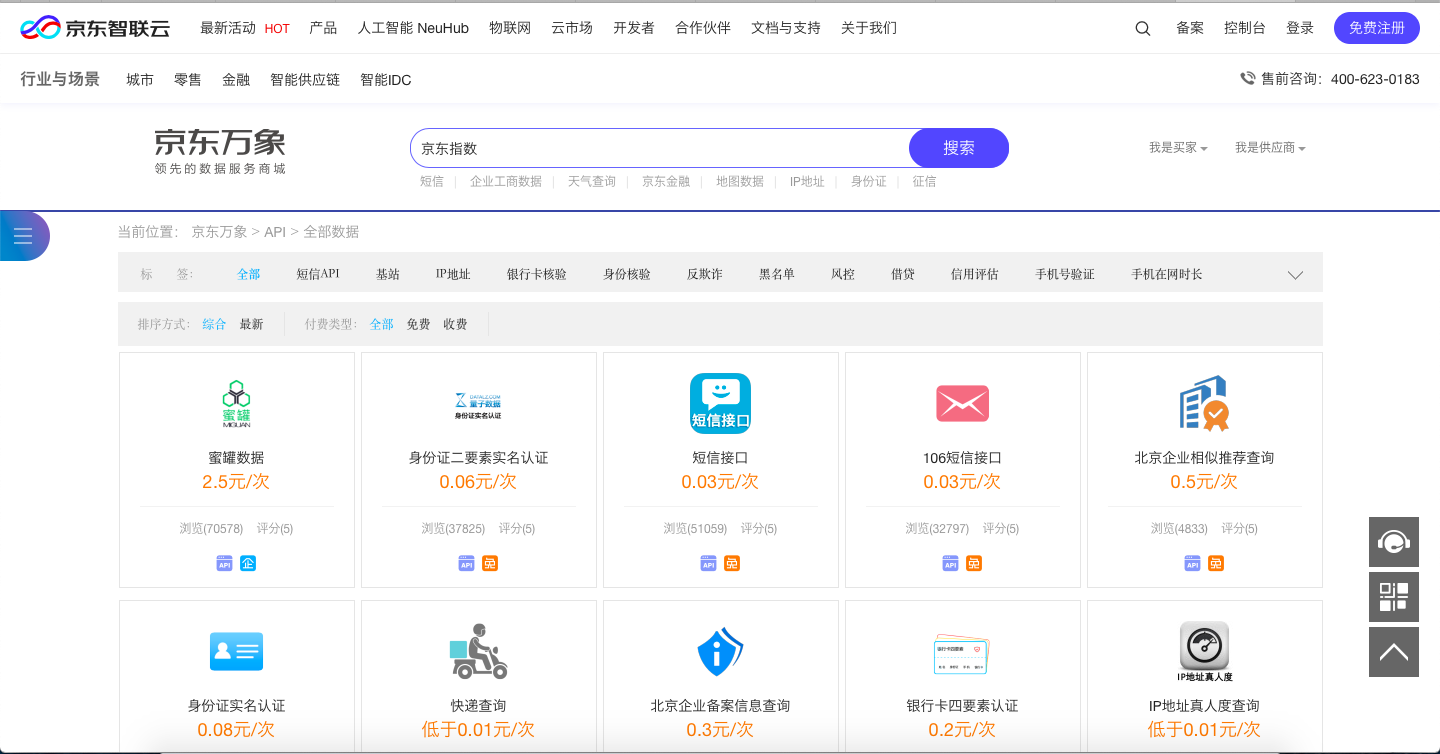 京东智联云 最新活动 HOT 产品 人工智能 NeuHub 物联网 云市场 开发者 合作伙伴 文档与支持 关于我们 备案 控制台 登录 免费注册
行业与场景 城市 零售 金融 智能供应链 智能IDC 售前咨询：400-623-0183
京东万象
领先的数据服务商城
京东指数 搜索
我是买家 我是供应商
短信 | 企业工商数据 | 天气查询 | 京东金融 | 地图数据 | IP地址 | 身份证 | 征信
当前位置： 京东万象 > API > 全部数据
标 签： 全部 短信API 基站 IP地址 银行卡核验 身份核验 反欺诈 黑名单 风控 借贷 信用评估 手机号验证 手机在网时长
排序方式： 综合 最新 付费类型： 全部 免费 收费
蜜罐
MIGUAN
DATALZ.COM
量子数据
身份证实名认证
短信接口
蜜罐数据 身份证二要素实名认证 短信接口 106短信接口 北京企业相似推荐查询
2.5元/次 0.06元/次 0.03元/次 0.03元/次 0.5元/次
浏览(70578) 评分(5) 浏览(37825) 评分(5) 浏览(51059) 评分(5) 浏览(32797) 评分(5) 浏览(4833) 评分(5)
API 企 API 免 API 免 API 免 API 免
银行卡四要素
IP地址真人度
身份证实名认证 快递查询 北京企业备案信息查询 银行卡四要素认证 IP地址真人度查询
0.08元/次 低于0.01元/次 0.3元/次 0.2元/次 低于0.01元/次